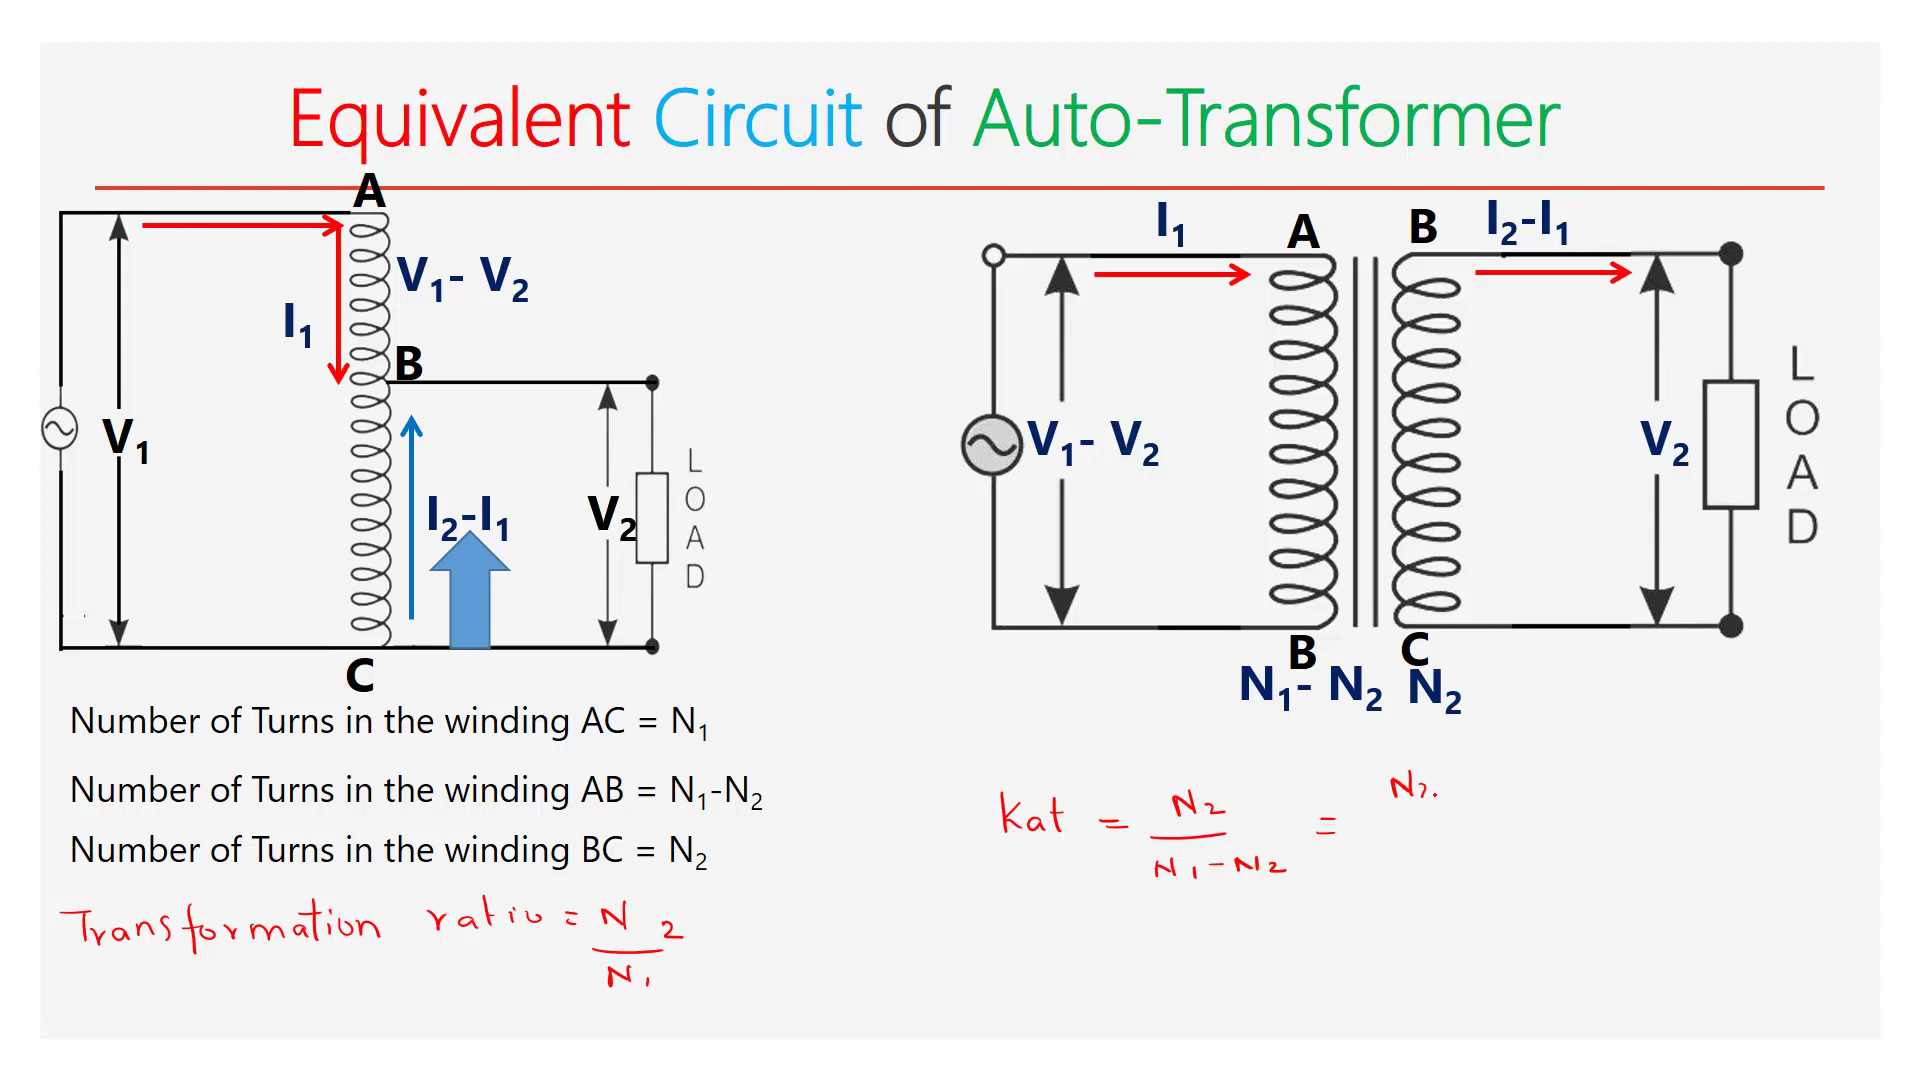 Equivalent Circuit of Auto-Transformer
A
V₁- V₂
I₁
B
V₁
I₂-I₁
V₂
L
O
A
D
C
I₁
A
B
I₂-I₁
V₁- V₂
V₂
L
O
A
D
B
C
N₁- N₂
N₂
Number of Turns in the winding AC = N₁
Number of Turns in the winding AB = N₁-N₂
Number of Turns in the winding BC = N₂
Transformation ratio = N₂
N₁
Kat = N₂ = N₂.
N₁-N₂